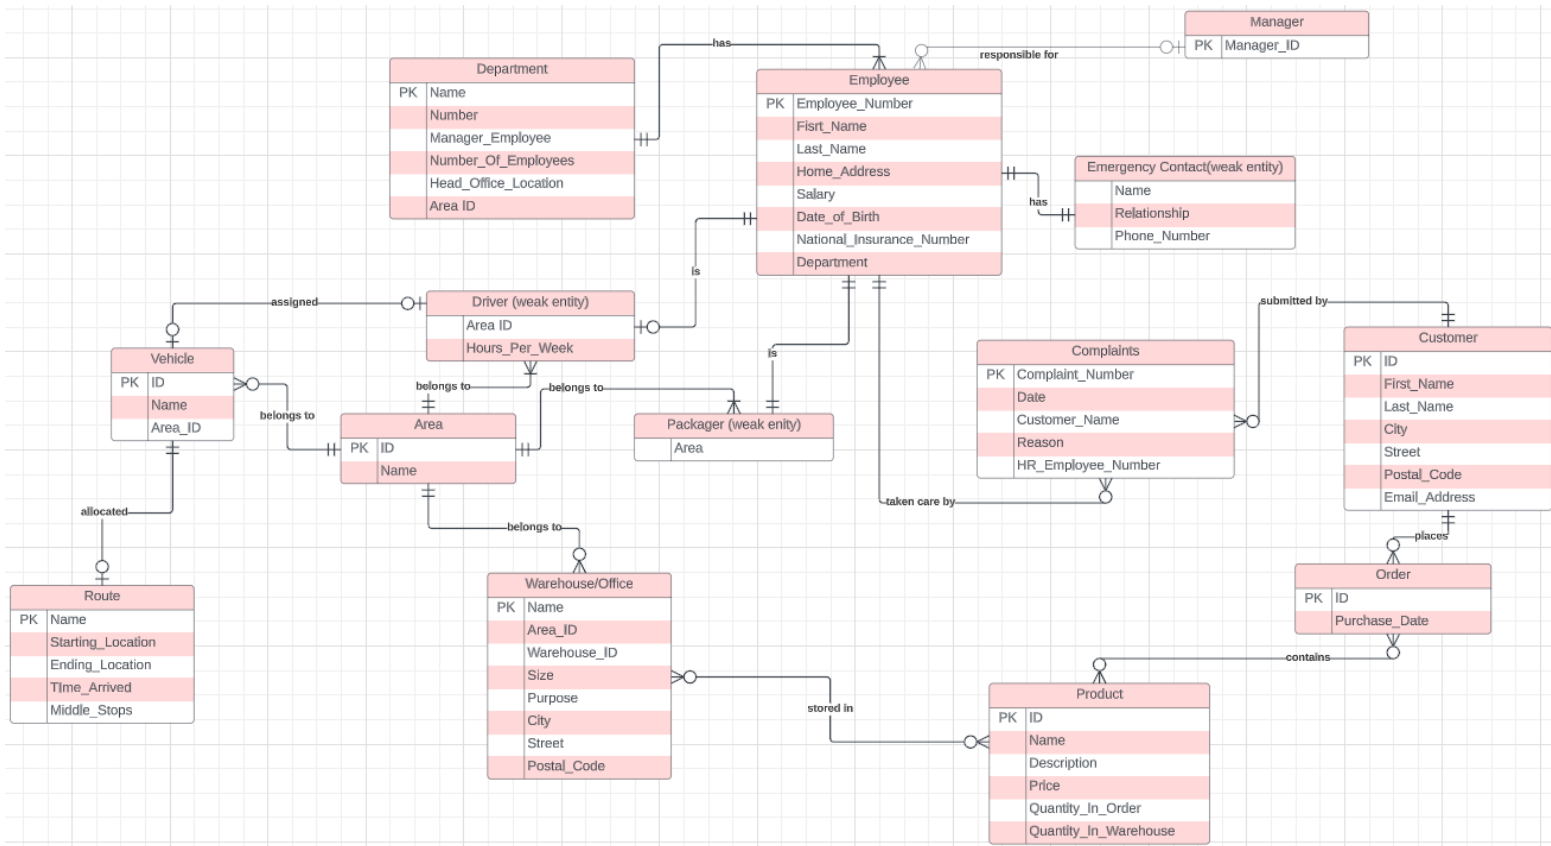 Manager
PK Manager_ID
has
responsible for
Department
PK Name
Number
Manager_Employee
Number_Of_Employees
Head_Office_Location
Area ID
Employee
PK Employee_Number
Fisrt_Name
Last_Name
Home_Address
Salary
Date_of_Birth
National_Insurance_Number
Department
Emergency Contact(weak entity)
Name
Relationship
Phone_Number
has
is
assigned
Driver (weak entity)
Area ID
Hours_Per_Week
submitted by
Vehicle
PK ID
Name
Area_ID
belongs to
belongs to
belongs to
is
Area
PK ID
Name
Packager (weak enity)
Area
Complaints
PK Complaint_Number
Date
Customer_Name
Reason
HR_Employee_Number
Customer
PK ID
First_Name
Last_Name
City
Street
Postal_Code
Email_Address
taken care by
allocated
belongs to
places
Route
PK Name
Starting_Location
Ending_Location
TIme_Arrived
Middle_Stops
Warehouse/Office
PK Name
Area_ID
Warehouse_ID
Size
Purpose
City
Street
Postal_Code
Order
PK ID
Purchase_Date
contains
stored in
Product
PK ID
Name
Description
Price
Quantity_In_Order
Quantity_In_Warehouse